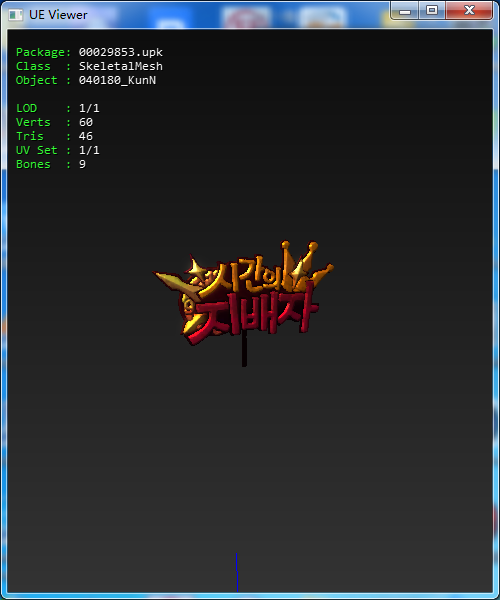 UE Viewer
Package: 00029853.upk
Class : SkeletalMesh
Object : 040180_KunN
LOD : 1/1
Verts : 60
Tris : 46
UV Set : 1/1
Bones : 9
시간의
지배자